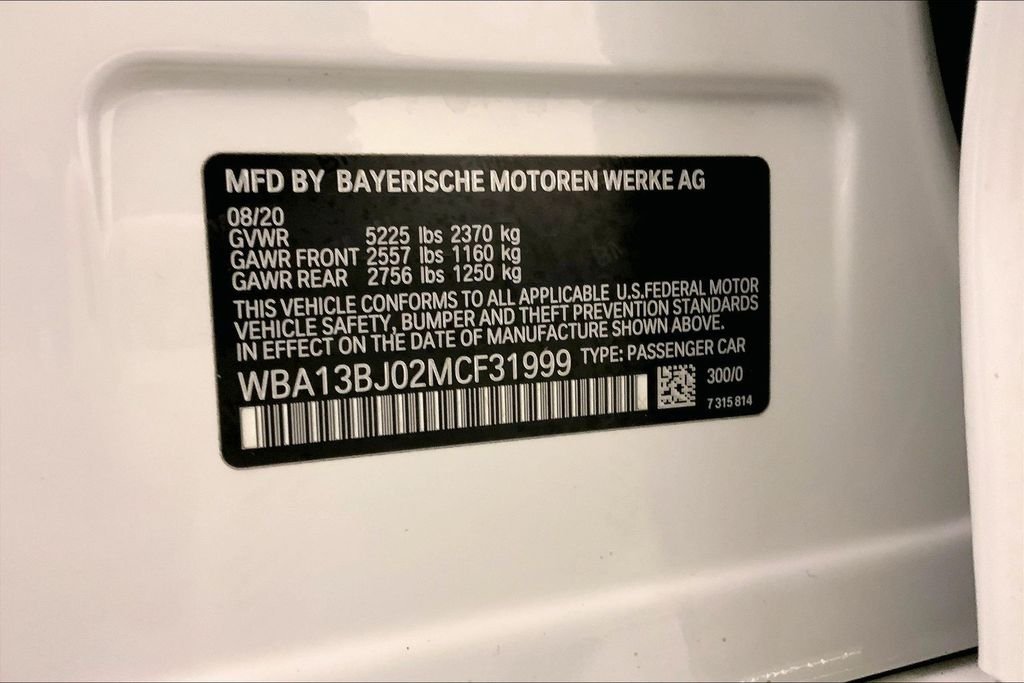 MFD BY BAYERISCHE MOTOREN WERKE AG
08/20
GVWR 5225 lbs 2370 kg
GAWR FRONT 2557 lbs 1160 kg
GAWR REAR 2756 lbs 1250 kg
THIS VEHICLE CONFORMS TO ALL APPLICABLE U.S.FEDERAL MOTOR
VEHICLE SAFETY, BUMPER AND THEFT PREVENTION STANDARDS
IN EFFECT ON THE DATE OF MANUFACTURE SHOWN ABOVE.
WBA13BJ02MCF31999 TYPE: PASSENGER CAR
300/0
7 315 814